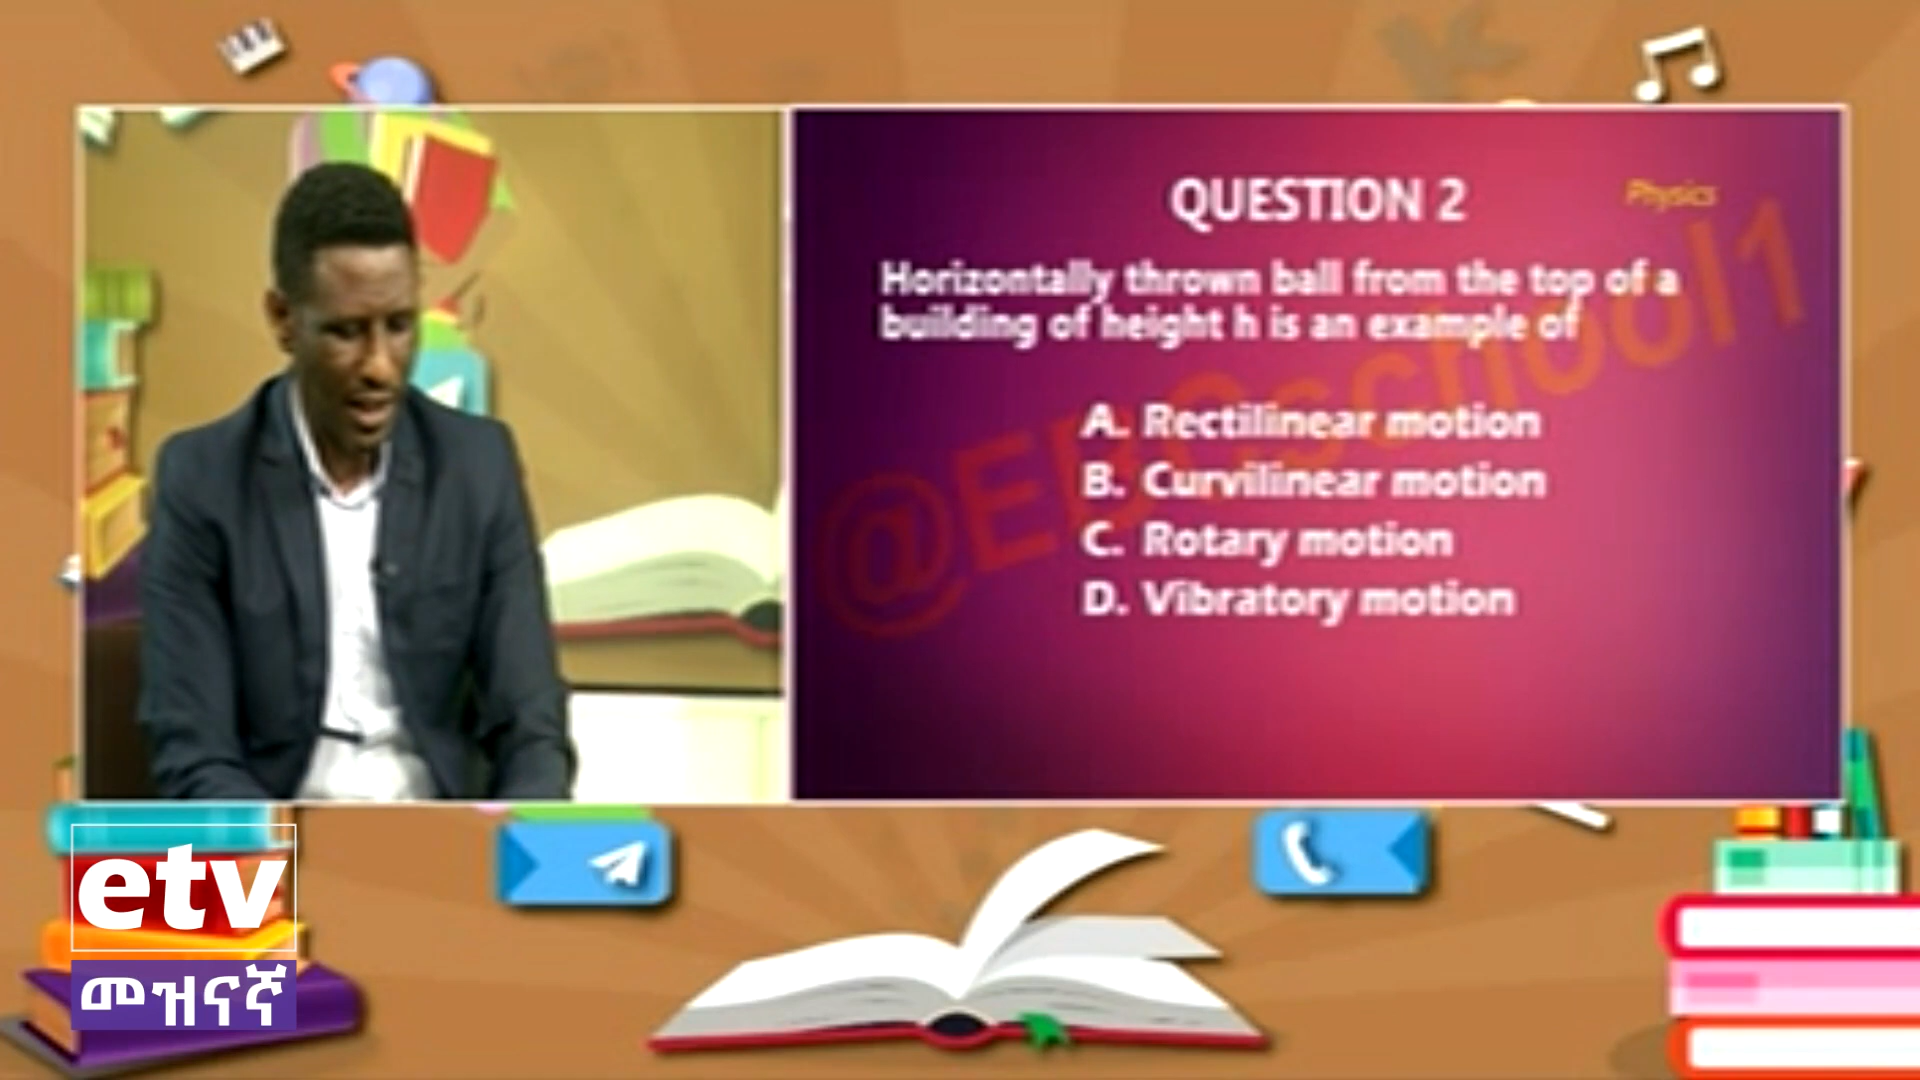 QUESTION 2
Physics
Horizontally thrown ball from the top of a
building of height h is an example of
A. Rectilinear motion
B. Curvilinear motion
C. Rotary motion
D. Vibratory motion
@EBCschool1
etv
መዝናኛ